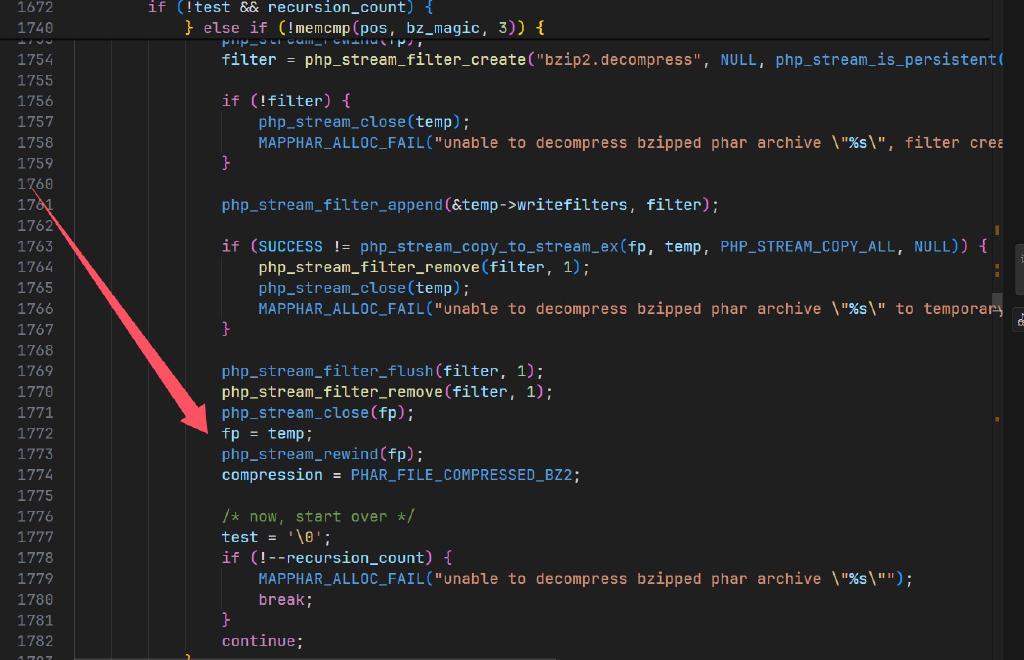 1672 if (!test && recursion_count) {
1740 } else if (!memcmp(pos, bz_magic, 3)) {
php_stream_rewind(fp);
1754 filter = php_stream_filter_create("bzip2.decompress", NULL, php_stream_is_persistent(
1755
1756 if (!filter) {
1757 php_stream_close(temp);
1758 MAPPHAR_ALLOC_FAIL("unable to decompress bzipped phar archive \"%s\", filter crea
1759 }
1760
1761 php_stream_filter_append(&temp->writefilters, filter);
1762
1763 if (SUCCESS != php_stream_copy_to_stream_ex(fp, temp, PHP_STREAM_COPY_ALL, NULL)) {
1764 php_stream_filter_remove(filter, 1);
1765 php_stream_close(temp);
1766 MAPPHAR_ALLOC_FAIL("unable to decompress bzipped phar archive \"%s\" to temporary
1767 }
1768
1769 php_stream_filter_flush(filter, 1);
1770 php_stream_filter_remove(filter, 1);
1771 php_stream_close(fp);
1772 fp = temp;
1773 php_stream_rewind(fp);
1774 compression = PHAR_FILE_COMPRESSED_BZ2;
1775
1776 /* now, start over */
1777 test = '\0';
1778 if (!--recursion_count) {
1779 MAPPHAR_ALLOC_FAIL("unable to decompress bzipped phar archive \"%s\"");
1780 break;
1781 }
1782 continue;
}